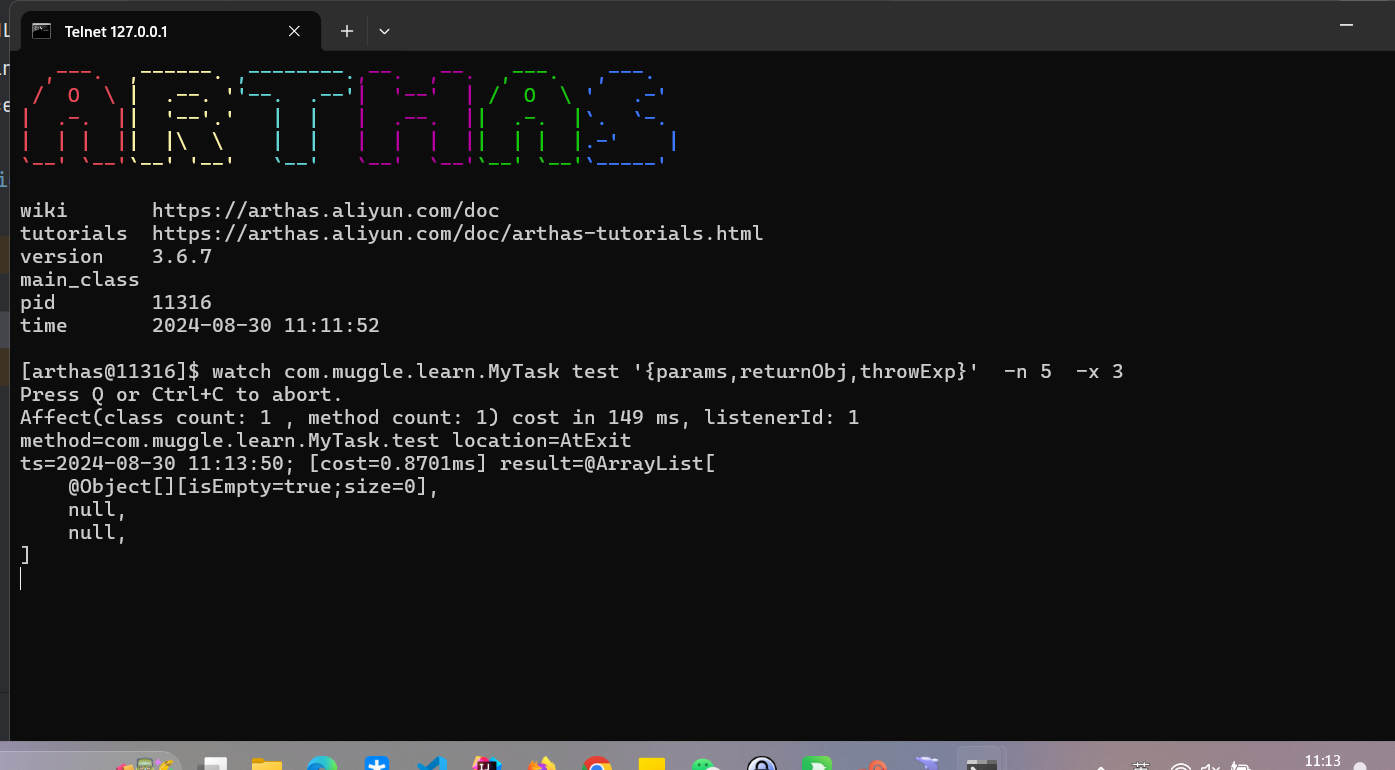 Telnet 127.0.0.1
ARTHAS
wiki https://arthas.aliyun.com/doc
tutorials https://arthas.aliyun.com/doc/arthas-tutorials.html
version 3.6.7
main_class
pid 11316
time 2024-08-30 11:11:52
[arthas@11316]$ watch com.muggle.learn.MyTask test '{params,returnObj,throwExp}'  -n 5  -x 3
Press Q or Ctrl+C to abort.
Affect(class count: 1 , method count: 1) cost in 149 ms, listenerId: 1
method=com.muggle.learn.MyTask.test location=AtExit
ts=2024-08-30 11:13:50; [cost=0.8701ms] result=@ArrayList[
    @Object[][isEmpty=true;size=0],
    null,
    null,
]
11:13